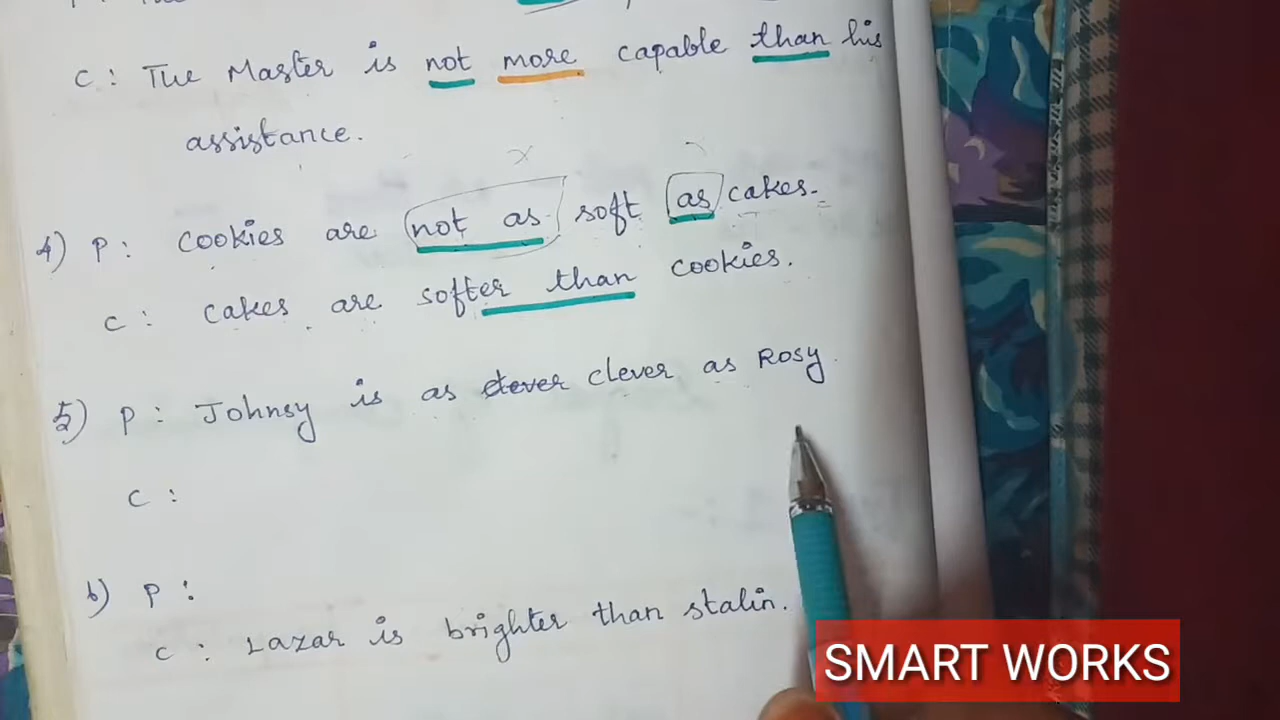 C : The Master is not more capable than his
assistance.
4) P : Cookies are not as soft as cakes.
C : cakes are softer than cookies.
5) P : Johnsy is as clever clever as Rosy.
C :
6) P :
C : Lazar is brighter than stalin.
SMART WORKS